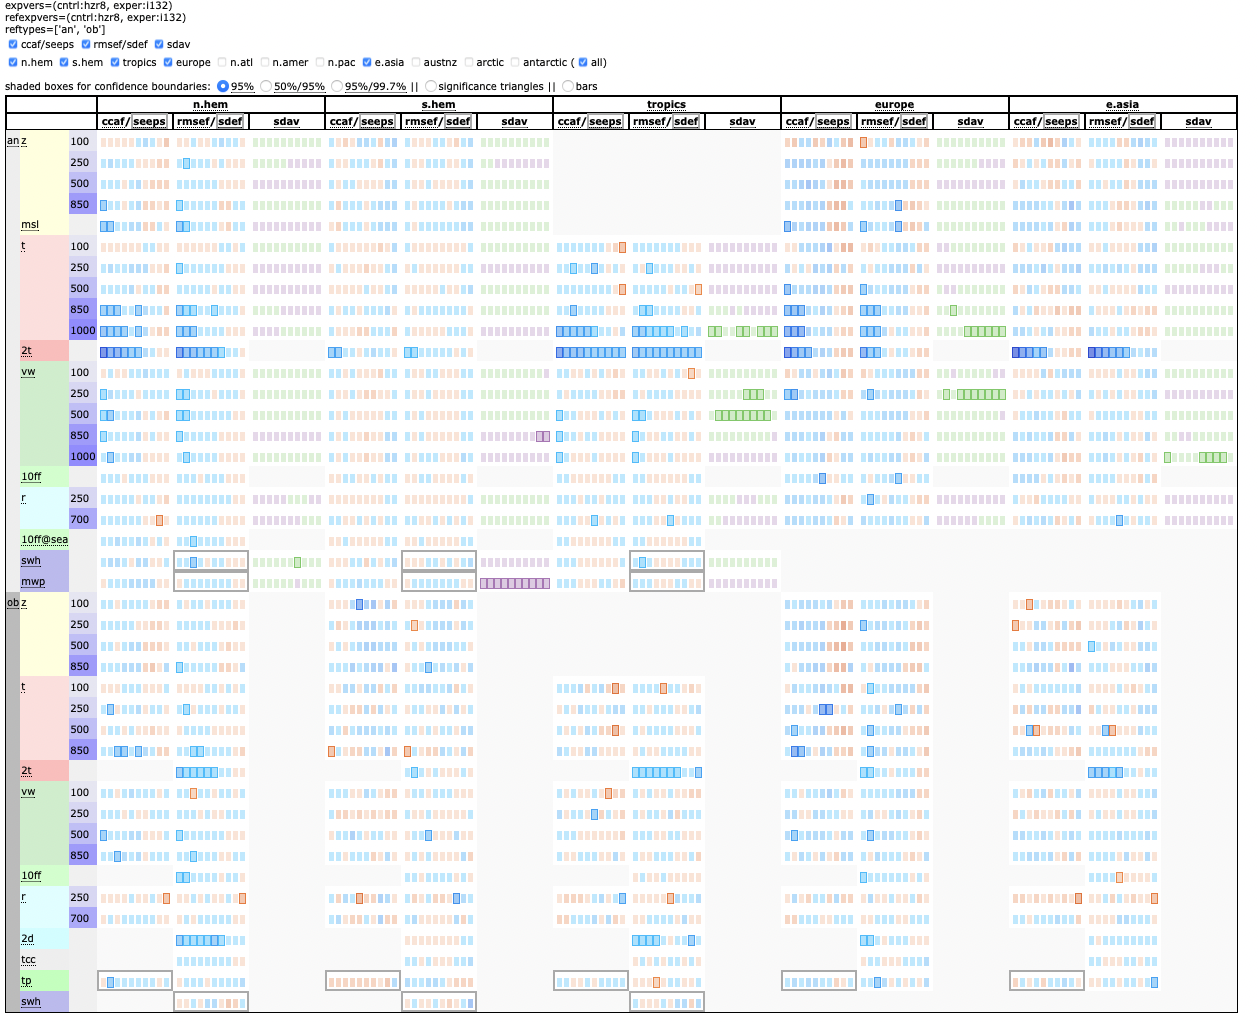 expvers=(cntrl:hzr8, exper:i132)
refexpvers=(cntrl:hzr8, exper:i132)
reftypes=['an', 'ob']
ccaf/seeps rmsef/sdef sdav
n.hem s.hem tropics europe n.atl n.amer n.pac e.asia austnz arctic antarctic ( all)
shaded boxes for confidence boundaries: 95% 50%/95% 95%/99.7% || significance triangles || bars
n.hem s.hem tropics europe e.asia
ccaf/seeps rmsef/sdef sdav ccaf/seeps rmsef/sdef sdav ccaf/seeps rmsef/sdef sdav ccaf/seeps rmsef/sdef sdav ccaf/seeps rmsef/sdef sdav
an z 100
250
500
850
msl
t 100
250
500
850
1000
2t
vw 100
250
500
850
1000
10ff
r 250
700
10ff@sea
swh
mwp
ob z 100
250
500
850
t 100
250
500
850
2t
vw 100
250
500
850
10ff
r 250
700
2d
tcc
tp
swh